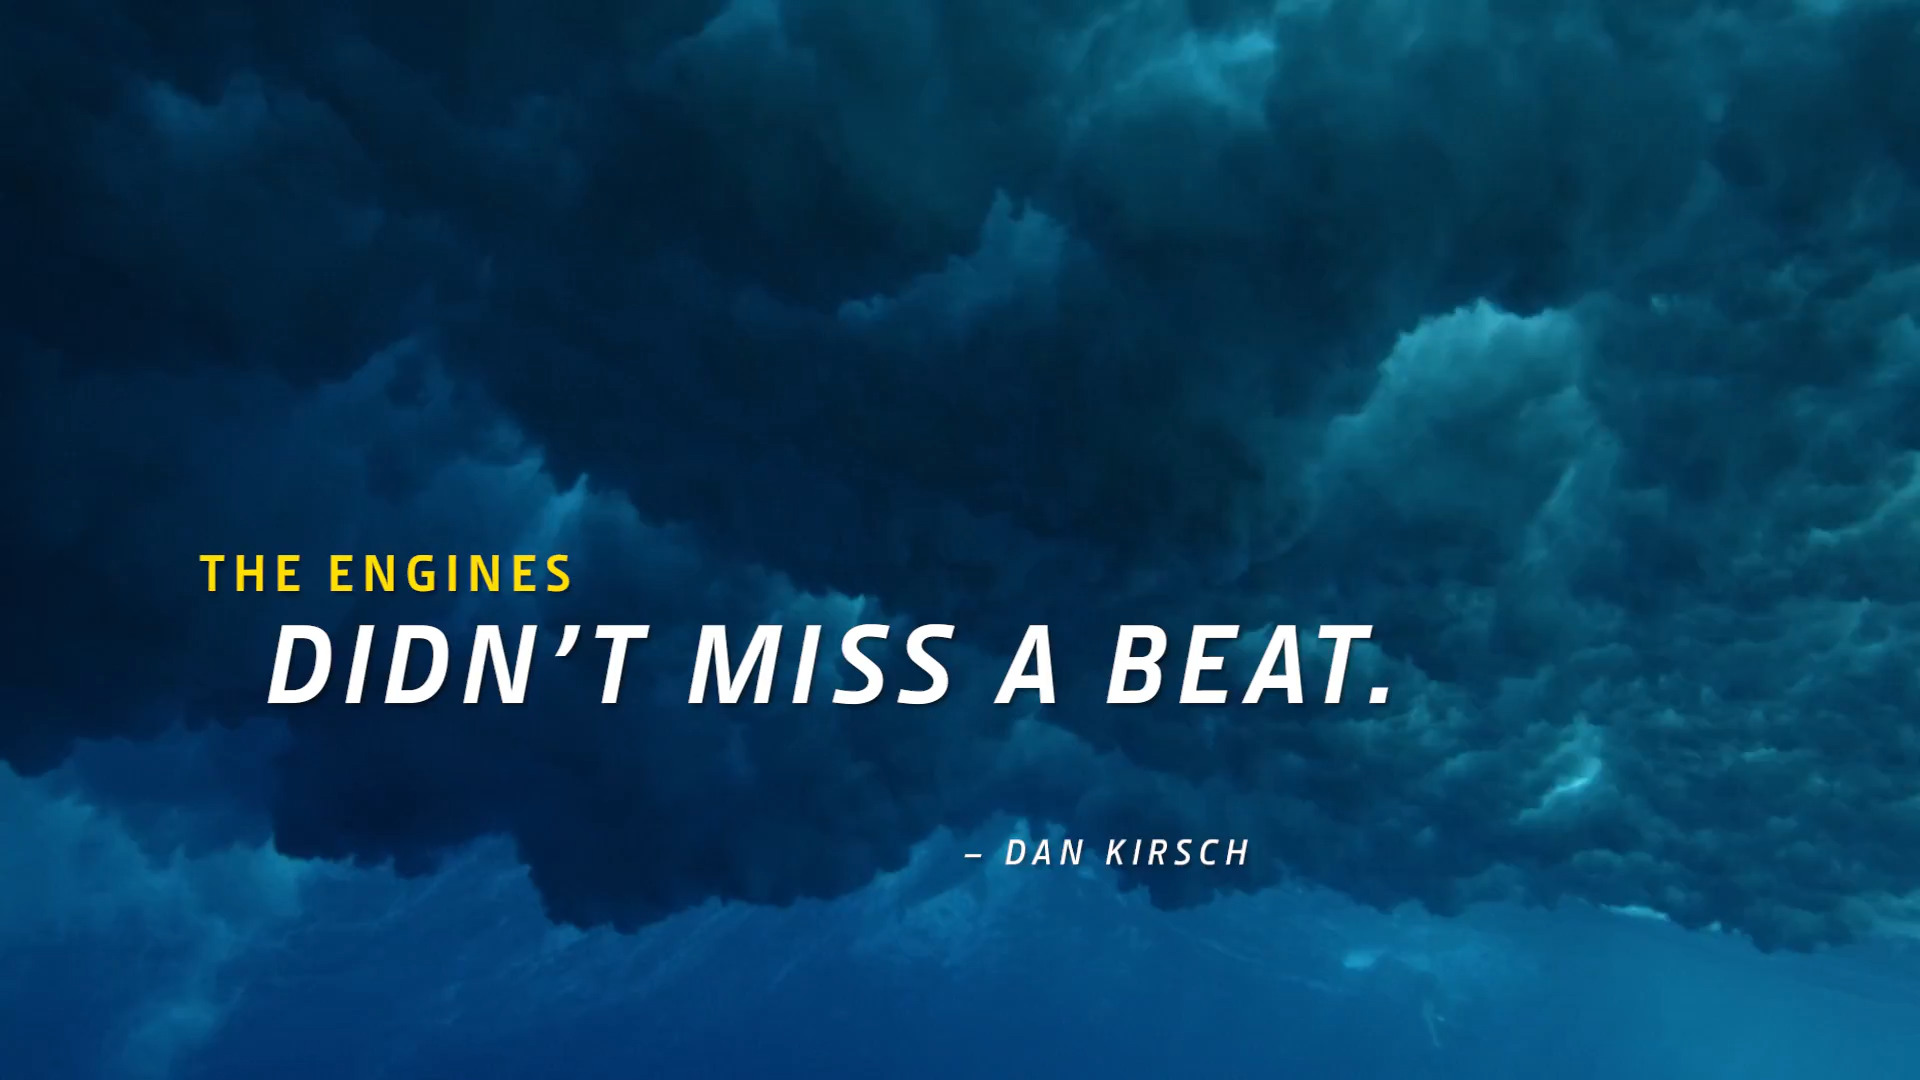 THE ENGINES
DIDN’T MISS A BEAT.
– DAN KIRSCH